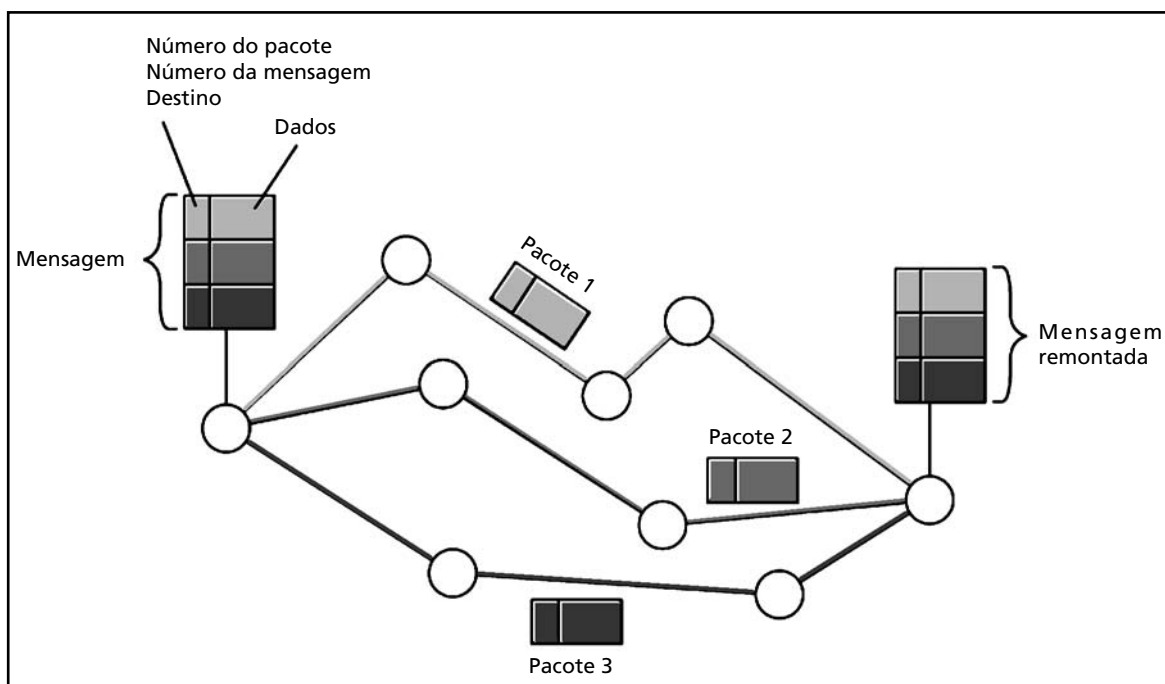 Número do pacote
Número da mensagem
Destino
Dados
Mensagem
Pacote 1
Mensagem
remontada
Pacote 2
Pacote 3